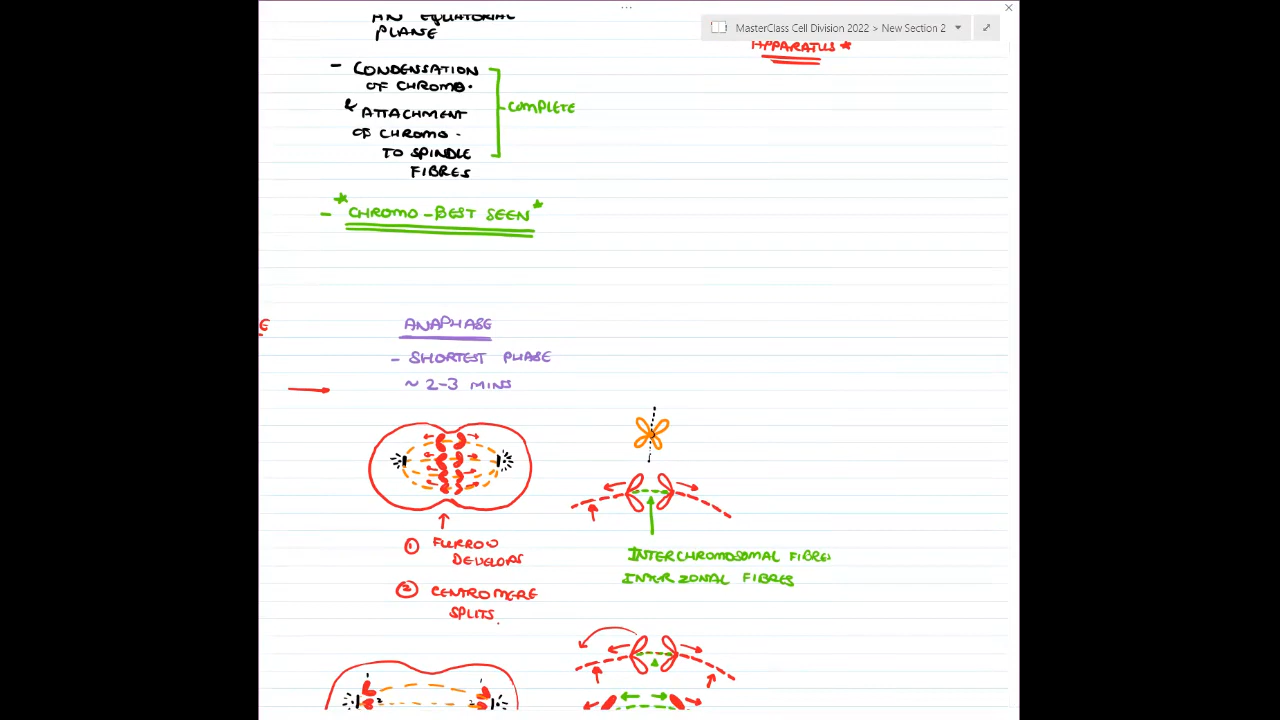 AN EQUATORIAL
PLANE
MasterClass Cell Division 2022 > New Section 2
APPARATUS *
- CONDENSATION
OF CHROMO.
& ATTACHMENT
OF CHROMO.
TO SPINDLE
FIBRES
COMPLETE
- * CHROMO - BEST SEEN *
E
ANAPHASE
- SHORTEST PHASE
~ 2-3 MINS
① FURROW
DEVELOPS
② CENTROMERE
SPLITS.
INTERCHROMOSOMAL FIBRES
INTERZONAL FIBRES